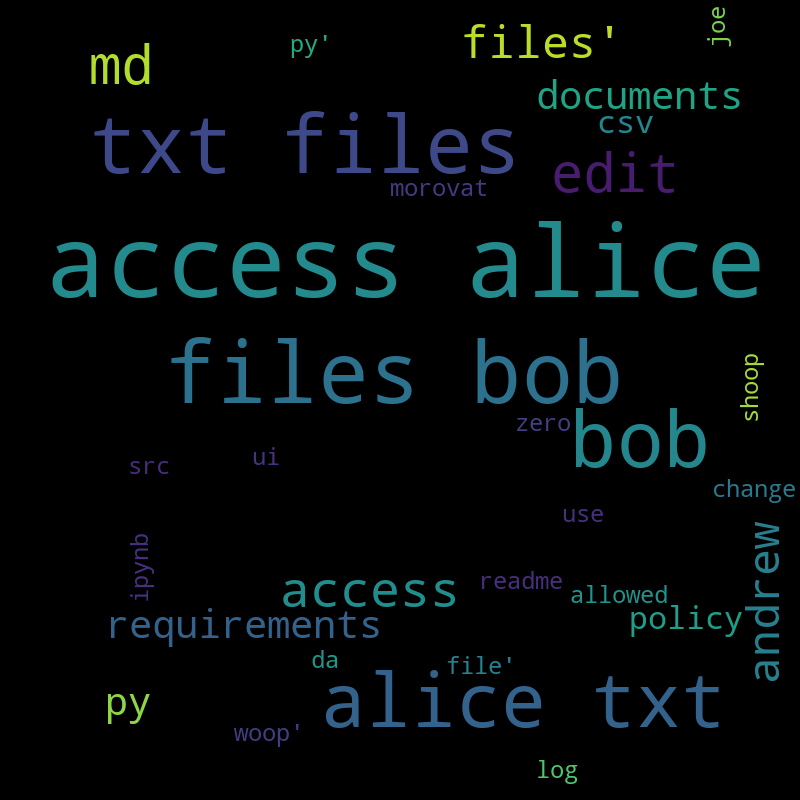 joe
py'
files'
md
documents
csv
txt files
edit
morovat
access alice
files bob
shoop
zero
bob
ui
src
change
use
andrew
ipynb
readme
access
allowed
requirements
policy
da
file'
py
alice txt
woop'
log